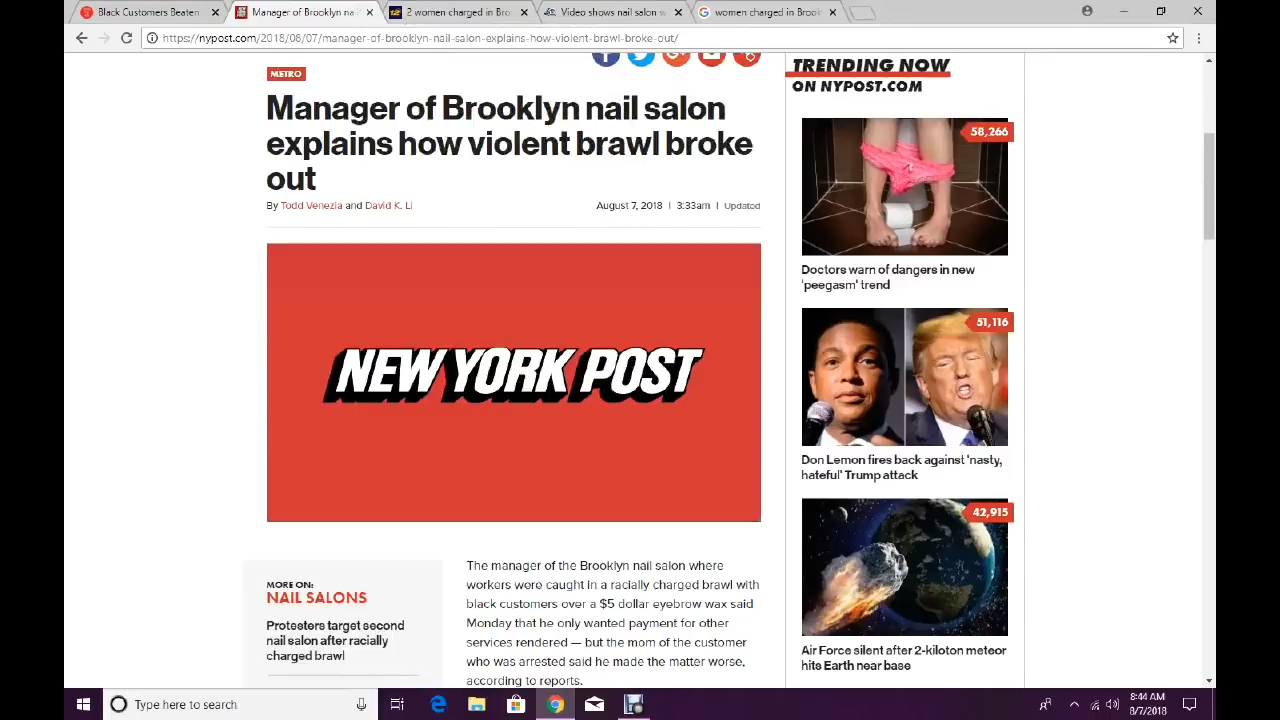 Black Customers Beaten
Manager of Brooklyn nail
2 women charged in Bro
Video shows nail salon w
women charged in Brook
https://nypost.com/2018/08/07/manager-of-brooklyn-nail-salon-explains-how-violent-brawl-broke-out/
METRO
Manager of Brooklyn nail salon
explains how violent brawl broke
out
By Todd Venezia and David K. Li
August 7, 2018 | 3:33am | Updated
NEW YORK POST
MORE ON:
NAIL SALONS
Protesters target second
nail salon after racially
charged brawl
The manager of the Brooklyn nail salon where
workers were caught in a racially charged brawl with
black customers over a $5 dollar eyebrow wax said
Monday that he only wanted payment for other
services rendered — but the mom of the customer
who was arrested said he made the matter worse,
according to reports.
TRENDING NOW
ON NYPOST.COM
58,266
Doctors warn of dangers in new
'peegasm' trend
51,116
Don Lemon fires back against 'nasty,
hateful' Trump attack
42,915
Air Force silent after 2-kiloton meteor
hits Earth near base
Type here to search
8:44 AM
8/7/2018